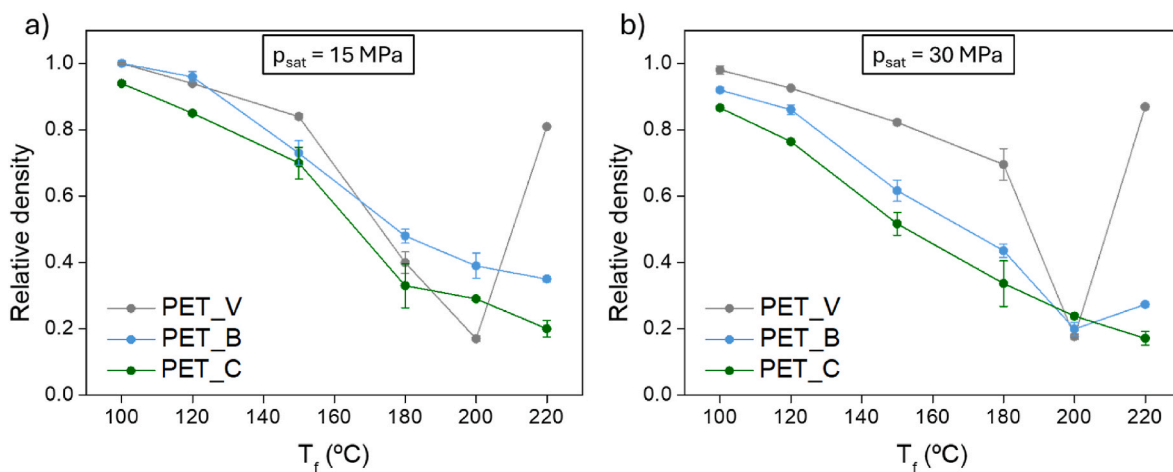 a)
p_sat = 15 MPa
Relative density
1.0
0.8
0.6
0.4
0.2
0.0
PET_V
PET_B
PET_C
100 120 140 160 180 200 220
T_f (ºC)
b)
p_sat = 30 MPa
Relative density
1.0
0.8
0.6
0.4
0.2
0.0
PET_V
PET_B
PET_C
100 120 140 160 180 200 220
T_f (ºC)